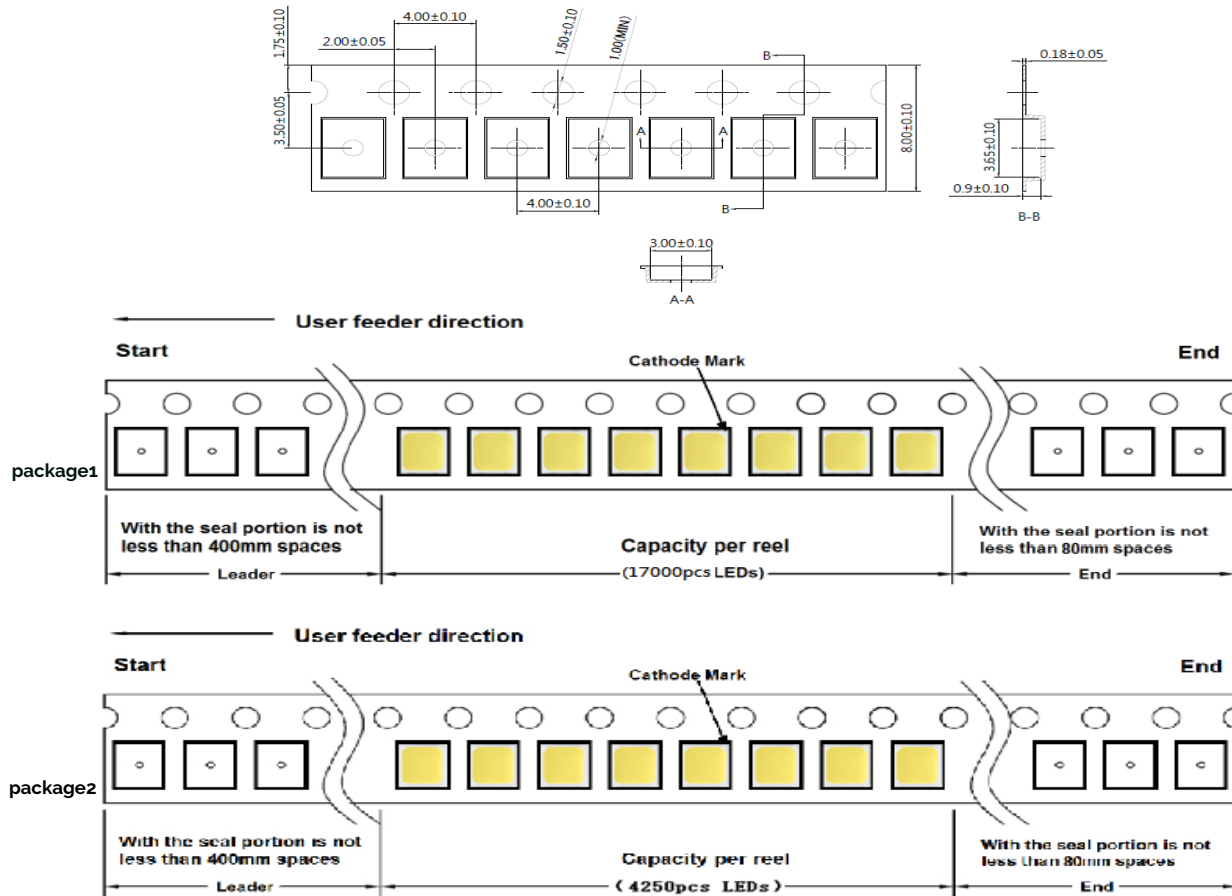 4.00±0.10
1.75±0.10
2.00±0.05
1.50±0.10
1.00(MIN)
B
0.18±0.05
3.50±0.05
A
A
8.00±0.10
3.65±0.10
0.9±0.10
4.00±0.10
B
B-B
3.00±0.10
A-A
User feeder direction
Start
End
Cathode Mark
package1
With the seal portion is not
less than 400mm spaces
Capacity per reel
With the seal portion is not
less than 80mm spaces
Leader
(17000pcs LEDs)
End
User feeder direction
Start
End
Cathode Mark
package2
With the seal portion is not
less than 400mm spaces
Capacity per reel
With the seal portion is not
less than 80mm spaces
Leader
( 4250pcs LEDs )
End